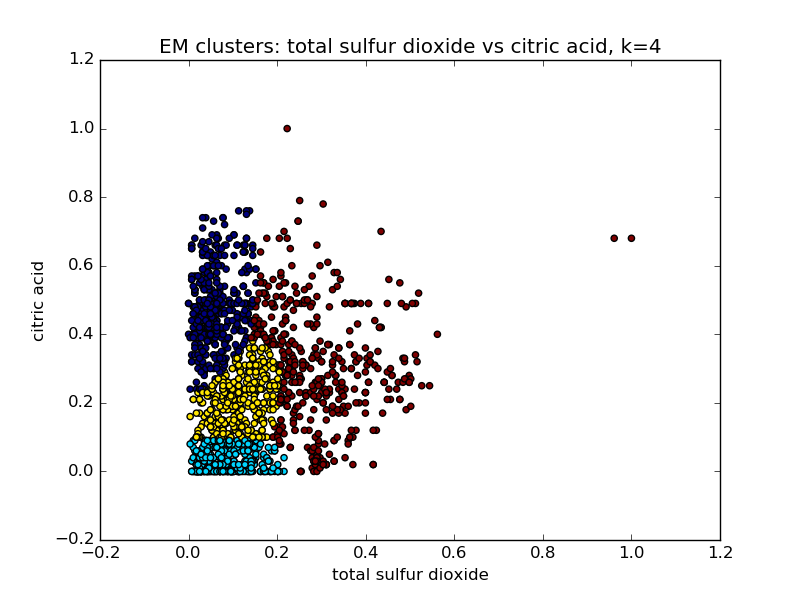 EM clusters: total sulfur dioxide vs citric acid, k=4
1.2
1.0
0.8
0.6
0.4
0.2
0.0
−0.2
citric acid
−0.2 0.0 0.2 0.4 0.6 0.8 1.0 1.2
total sulfur dioxide